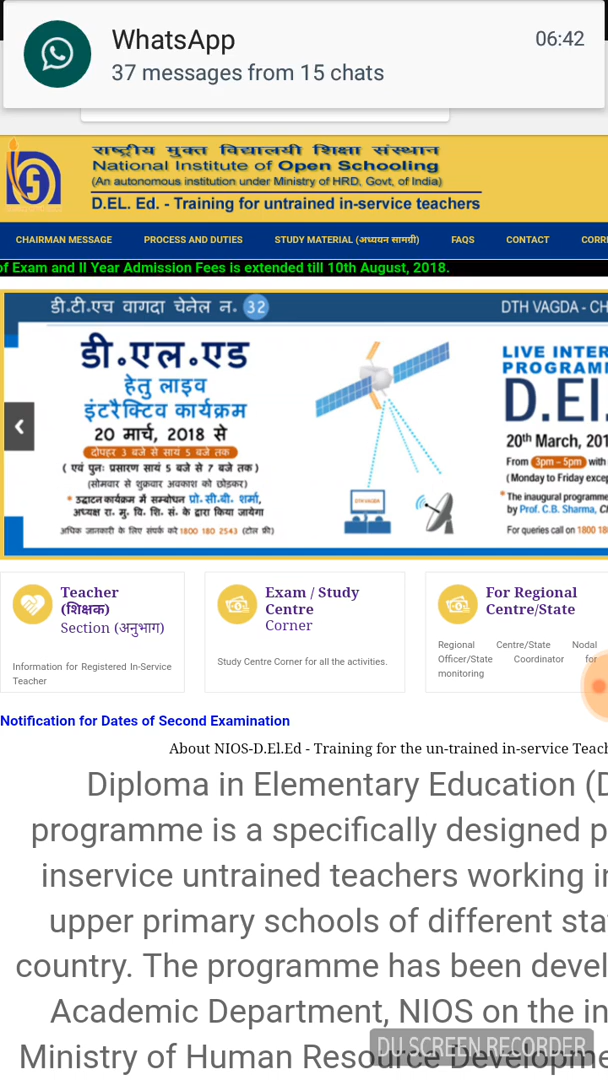 WhatsApp
06:42
37 messages from 15 chats
राष्ट्रीय मुक्त विद्यालयी शिक्षा संस्थान
National Institute of Open Schooling
(An autonomous institution under Ministry of HRD, Govt. of India)
D.EL. Ed. - Training for untrained in-service teachers
CHAIRMAN MESSAGE PROCESS AND DUTIES STUDY MATERIAL (अध्ययन सामग्री) FAQS CONTACT CORRE
of Exam and II Year Admission Fees is extended till 10th August, 2018.
डी.टी.एच वागदा चेनेल न. 32
DTH VAGDA - CH
डी.एल.एड
हेतु लाइव
इंटरैक्टिव कार्यक्रम
20 मार्च, 2018 से
दोपहर 3 बजे से सायं 5 बजे तक
( एवं पुनः प्रसारण सायं 5 बजे से 7 बजे तक )
(सोमवार से शुक्रवार अवकाश को छोड़कर)
* उद्घाटन कार्यक्रम में सम्बोधन प्रो.सी.बी. शर्मा,
अध्यक्ष रा. मु. वि. शि. सं. के द्वारा किया जायेगा
अधिक जानकारी के लिए संपर्क करे 1800 180 2543 (टोल फ्री)
DTH VAGDA
LIVE INTER
PROGRAM
D.El.
20th March, 201
From 3pm – 5pm with
( Monday to Friday excep
* The inaugural programme
by Prof. C.B. Sharma, C
For queries call on 1800 18
Teacher
(शिक्षक)
Section (अनुभाग)
Information for Registered In-Service
Teacher
Exam / Study
Centre
Corner
Study Centre Corner for all the activities.
For Regional
Centre/State
Regional Centre/State Nodal
Officer/State Coordinator for
monitoring
Notification for Dates of Second Examination
About NIOS-D.El.Ed - Training for the un-trained in-service Teach
Diploma in Elementary Education (D
programme is a specifically designed p
inservice untrained teachers working in
upper primary schools of different sta
country. The programme has been devel
Academic Department, NIOS on the in
Ministry of Human Resource Developme
DU SCREEN RECORDER